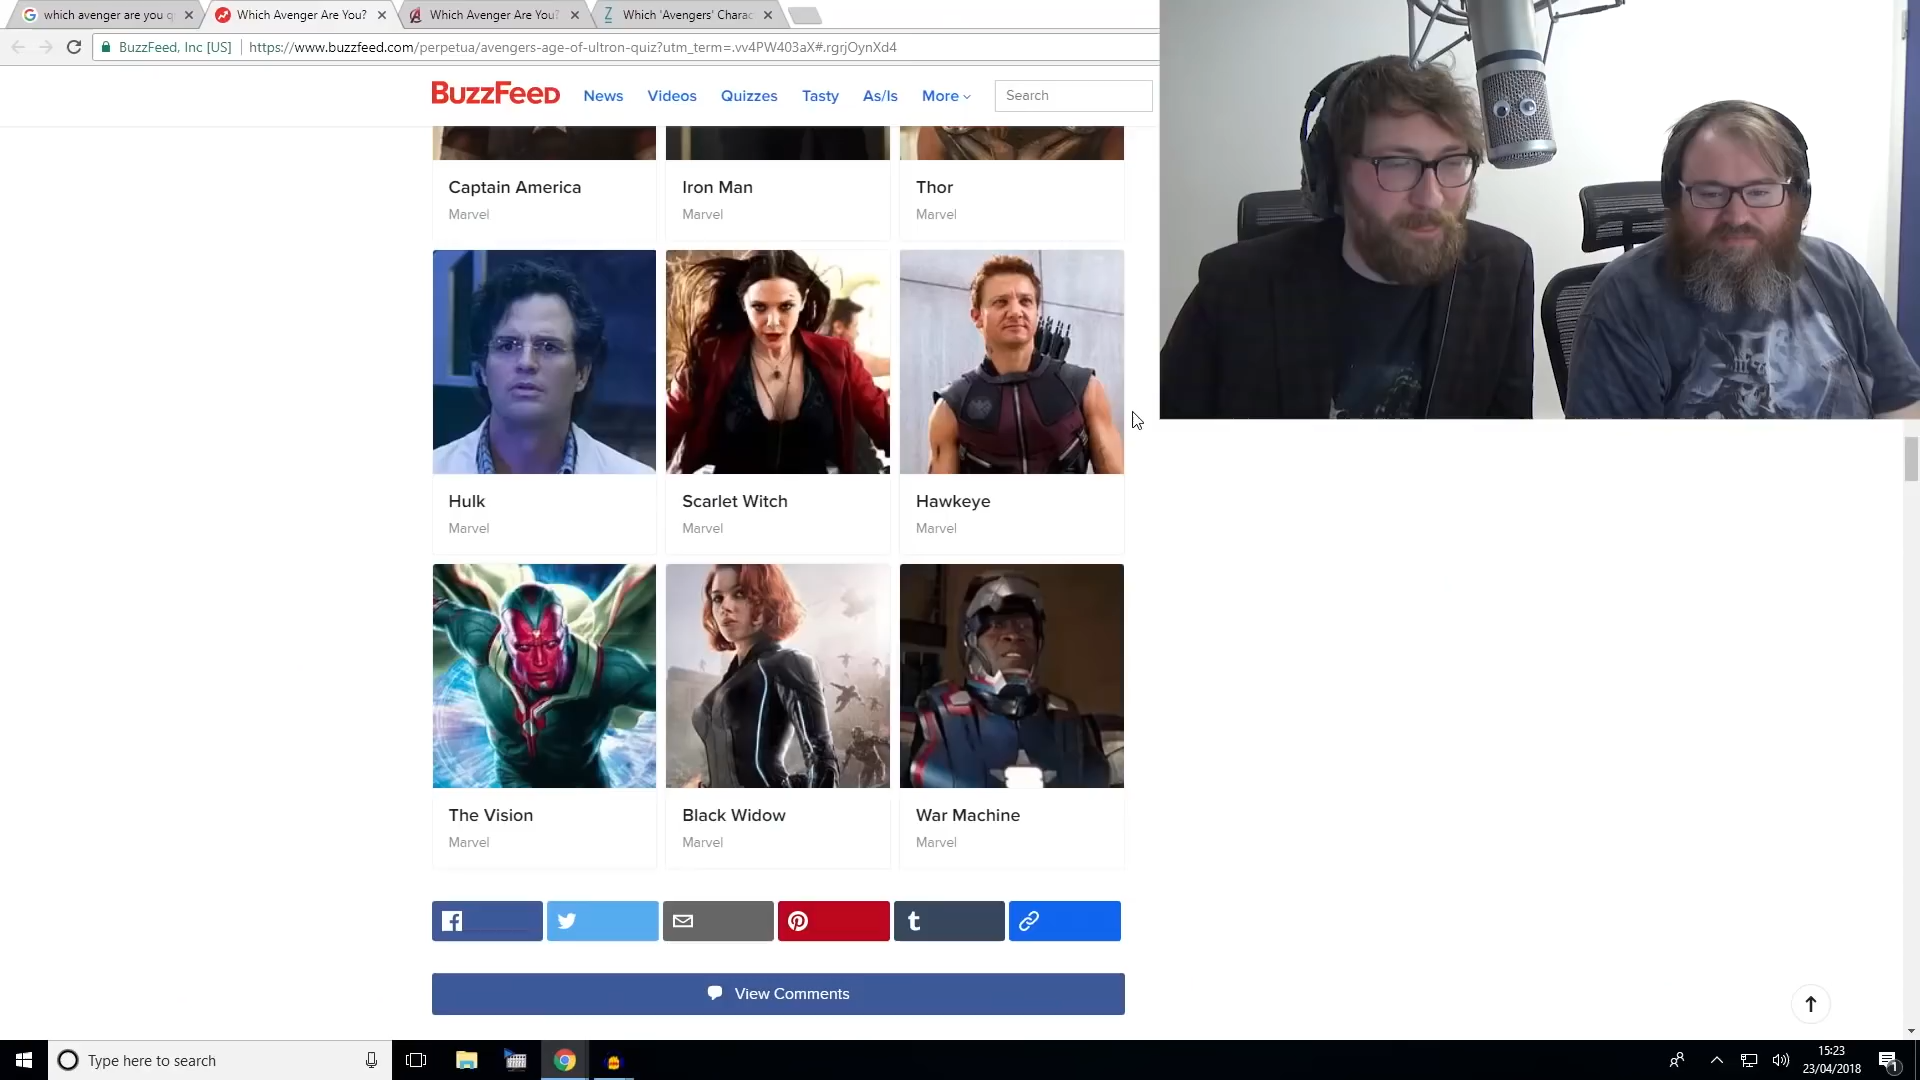 which avenger are you q
Which Avenger Are You?
Which Avenger Are You?
Which 'Avengers' Charac
BuzzFeed, Inc [US]
https://www.buzzfeed.com/perpetua/avengers-age-of-ultron-quiz?utm_term=.vv4PW403aX#.rgrjOynXd4
BuzzFeed News Videos Quizzes Tasty As/Is More Search
Captain America Iron Man Thor
Marvel Marvel Marvel
Hulk Scarlet Witch Hawkeye
Marvel Marvel Marvel
The Vision Black Widow War Machine
Marvel Marvel Marvel
View Comments
Type here to search
15:23
23/04/2018
1